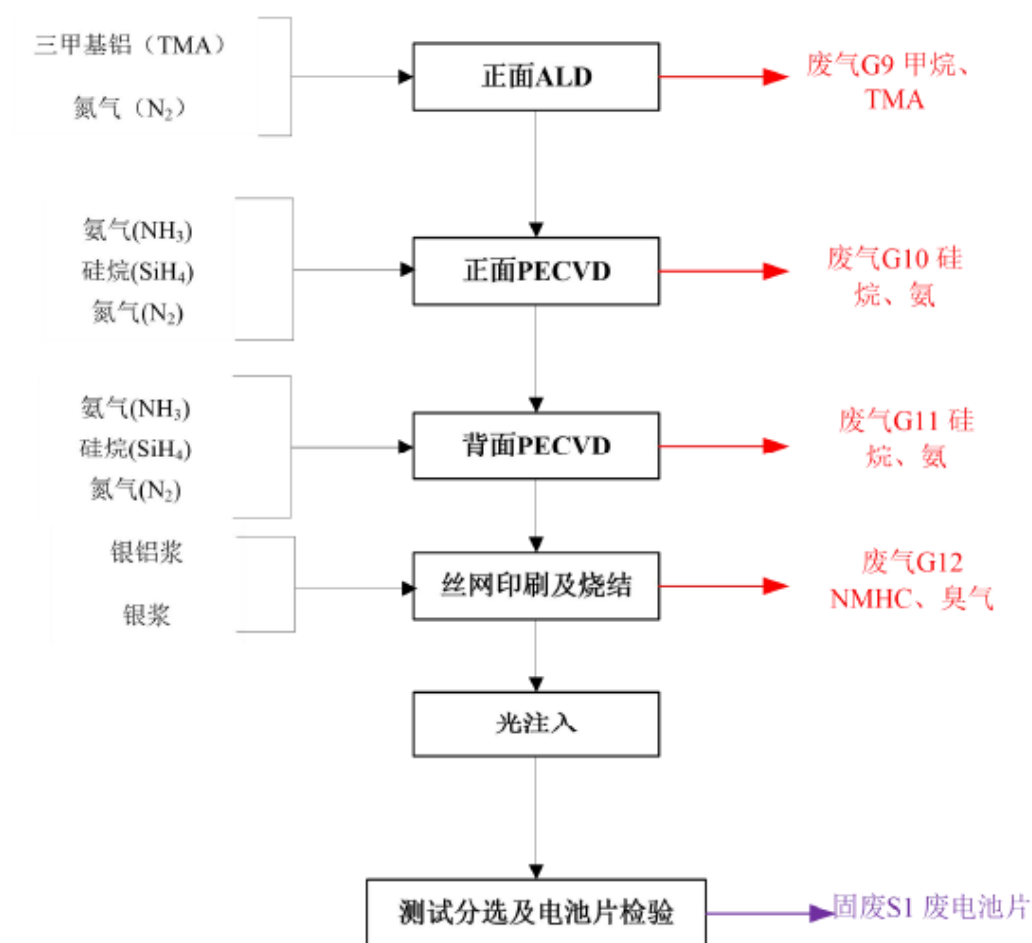 三甲基铝（TMA）
氮气（N₂）
正面ALD
废气G9 甲烷、
TMA
氨气(NH₃)
硅烷(SiH₄)
氮气(N₂)
正面PECVD
废气G10 硅
烷、氨
氨气(NH₃)
硅烷(SiH₄)
氮气(N₂)
背面PECVD
废气G11 硅
烷、氨
银铝浆
银浆
丝网印刷及烧结
废气G12
NMHC、臭气
光注入
测试分选及电池片检验
固废S1 废电池片